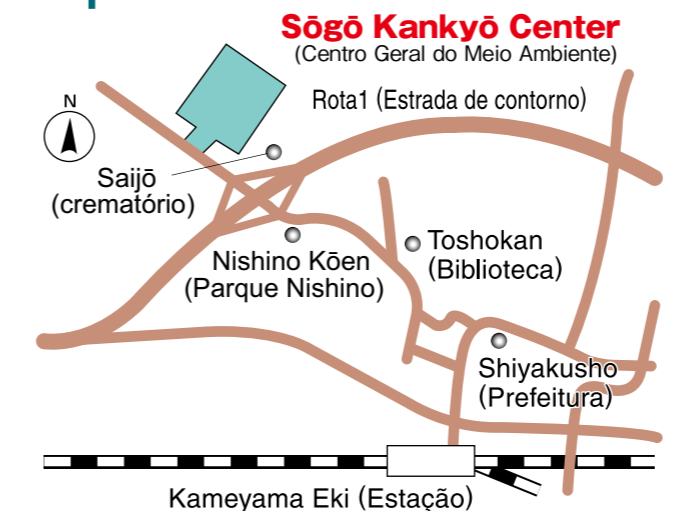 Sōgō Kankyō Center
(Centro Geral do Meio Ambiente)
Rota1 (Estrada de contorno)
N
Saijō
(crematório)
Toshokan
(Biblioteca)
Nishino Kōen
(Parque Nishino)
Shiyakusho
(Prefeitura)
Kameyama Eki (Estação)